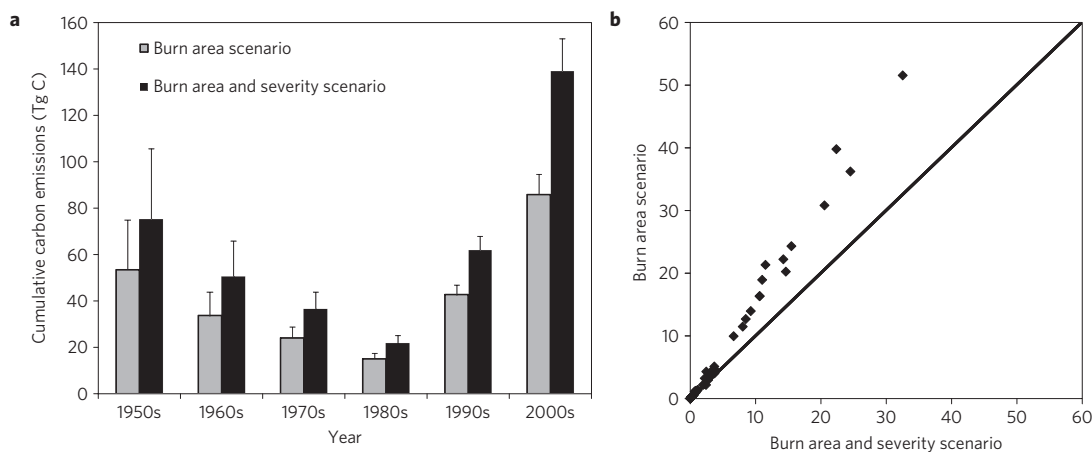 a
Cumulative carbon emissions (Tg C)
160
140
120
100
80
60
40
20
0
Burn area scenario
Burn area and severity scenario
1950s 1960s 1970s 1980s 1990s 2000s
Year
b
Burn area scenario
60
50
40
30
20
10
0
0 10 20 30 40 50 60
Burn area and severity scenario